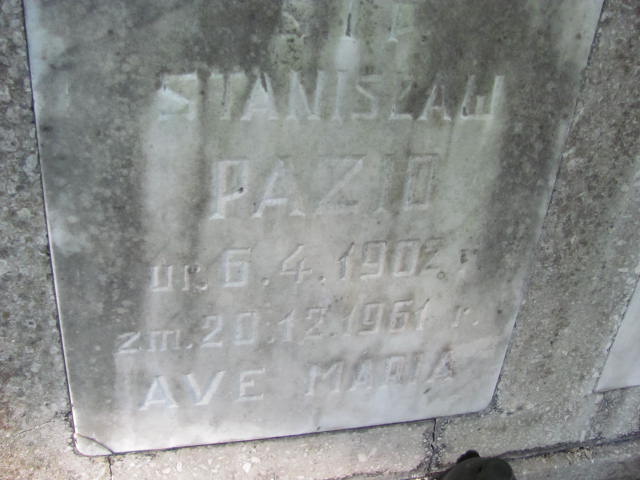 STANISŁAW
PAZIO
ur. 6.4.1902 r.
zm. 20.12.1961 r.
AVE MARIA